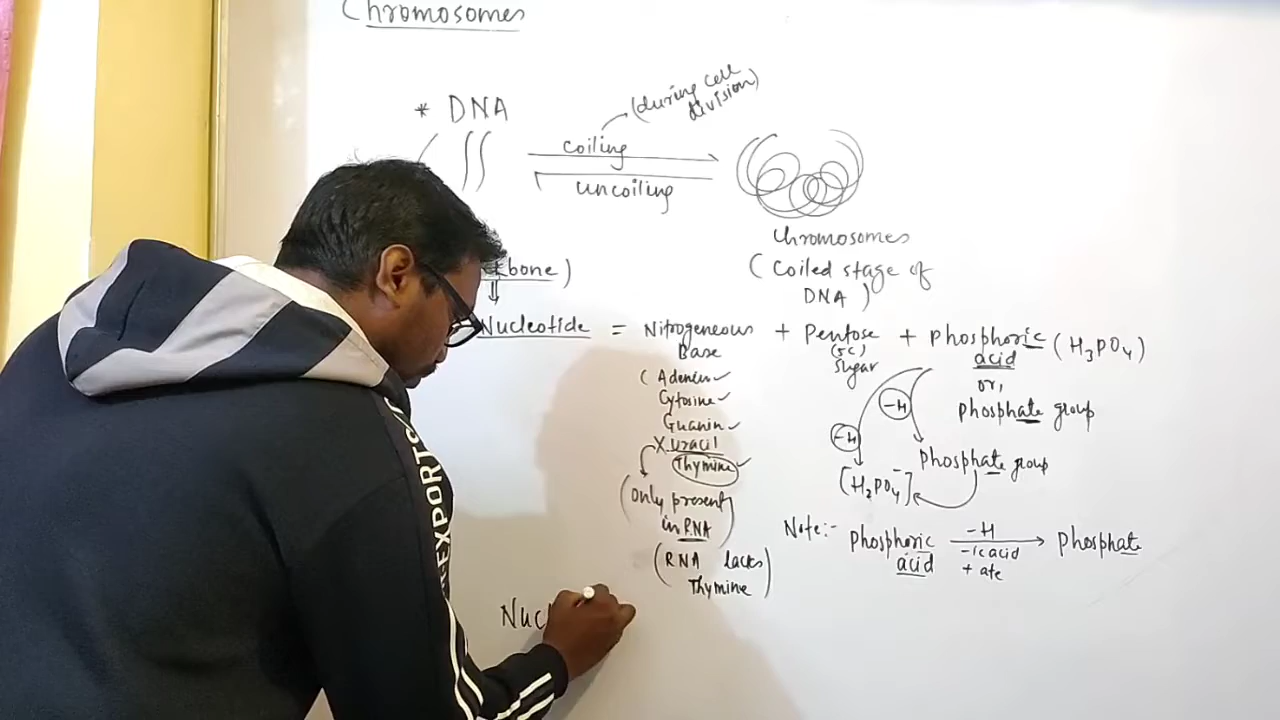 Chromosomes
* DNA
coiling
(during cell
division)
uncoiling
Chromosomes
( Coiled stage of
DNA )
bone)
⇓
Nucleotide = Nitrogeneous + Pentose + phosphoric (H3PO4)
Base
(5C)
sugar
acid
or,
phosphate group
( Adenin ✓
Cytosine ✓
Guanin ✓
X Uracil
Thymine ✓
(Only present
in RNA)
(RNA lacks
Thymine)
-H
-H
phosphate group
[H2PO4-]
Note:- phosphoric acid -H -ic acid + ate → phosphate
Nucl
EXPORT